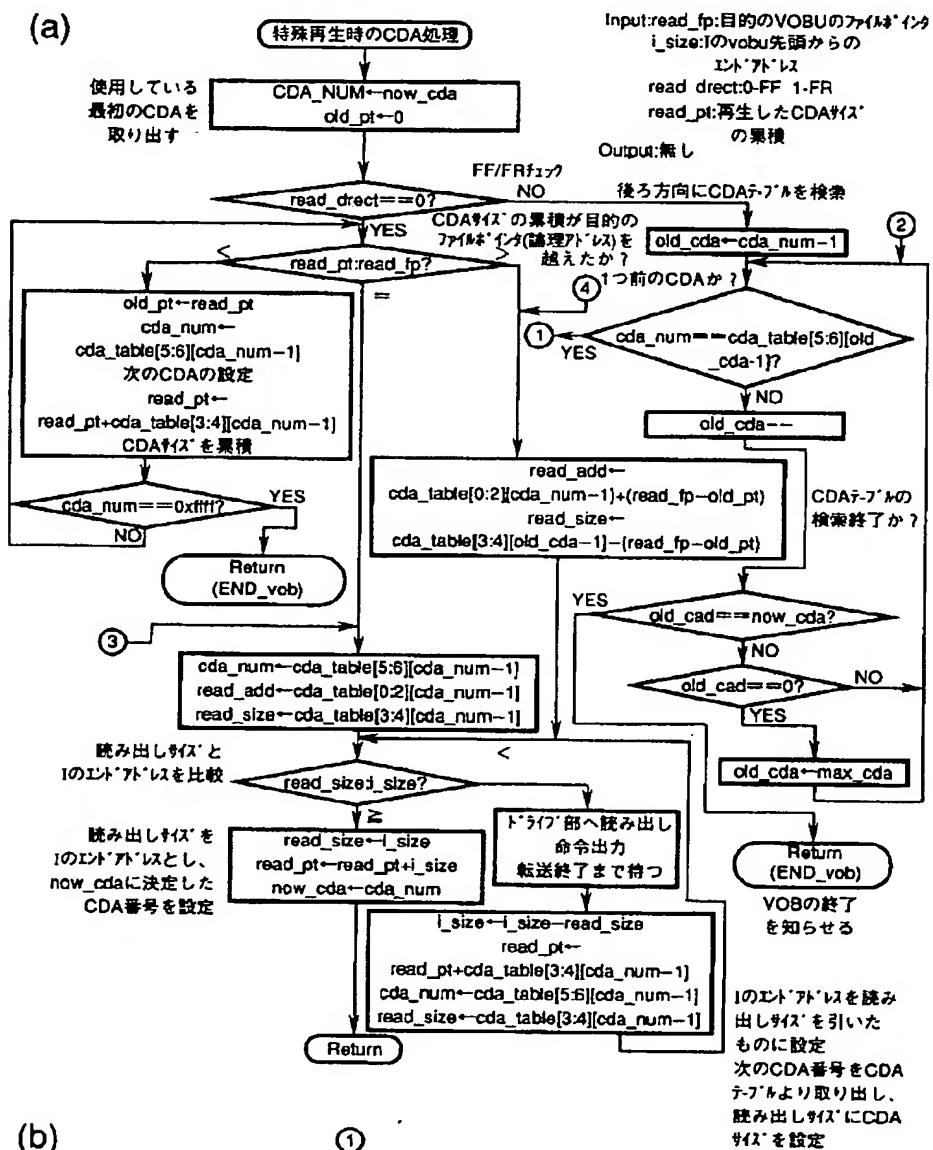 (a)
特殊再生時のCDA処理
Input:read_fp:目的のVOBUのファイルポインタ
i_size:Iのvobu先頭からの
エンドアドレス
read drect:0-FF 1-FR
read_pt:再生したCDAサイズ
の累積
Output:無し
使用している
最初のCDAを
取り出す
CDA_NUM←now_cda
old_pt←0
FF/FRチェック
read_drect==0?
NO
YES
後ろ方向にCDAテーブルを検索
old_cda←cda_num-1
②
CDAサイズの累積が目的の
ファイルポインタ(論理アドレス)を
越えたか?
<
read_pt:read_fp?
>
=
④
1つ前のCDAか?
①
YES
cda_num==cda_table[5:6][old
_cda-1]?
NO
old_cda--
old_pt←read_pt
cda_num←
cda_table[5:6][cda_num-1]
次のCDAの設定
read_pt←
read_pt+cda_table[3:4][cda_num-1]
CDAサイズを累積
cda_num==0xffff?
YES
NO
Return
(END_vob)
read_add←
cda_table[0:2][cda_num-1)+(read_fp-old_pt)
read_size←
cda_table[3:4][old_cda-1]-(read_fp-old_pt)
CDAテーブルの
検索終了か?
YES
old_cad==now_cda?
NO
old_cad==0?
NO
YES
old_cda←max_cda
Return
(END_vob)
VOBの終了
を知らせる
③
cda_num←cda_table[5:6][cda_num-1]
read_add←cda_table[0:2][cda_num-1]
read_size←cda_table[3:4][cda_num-1]
読み出しサイズと
Iのエンドアドレスを比較
read_size:i_size?
<
≧
読み出しサイズを
Iのエンドアドレスとし、
now_cdaに決定した
CDA番号を設定
read_size←i_size
read_pt←read_pt+i_size
now_cda←cda_num
ドライブ部へ読み出し
命令出力
転送終了まで待つ
i_size←i_size-read_size
read_pt←
read_pt+cda_table[3:4][cda_num-1]
cda_num←cda_table[5:6][cda_num-1]
read_size←cda_table[3:4][cda_num-1]
Iのエンドアドレスを読み
出しサイズを引いた
ものに設定
次のCDA番号をCDA
テーブルより取り出し、
読み出しサイズにCDA
サイズを設定
Return
(b)
①